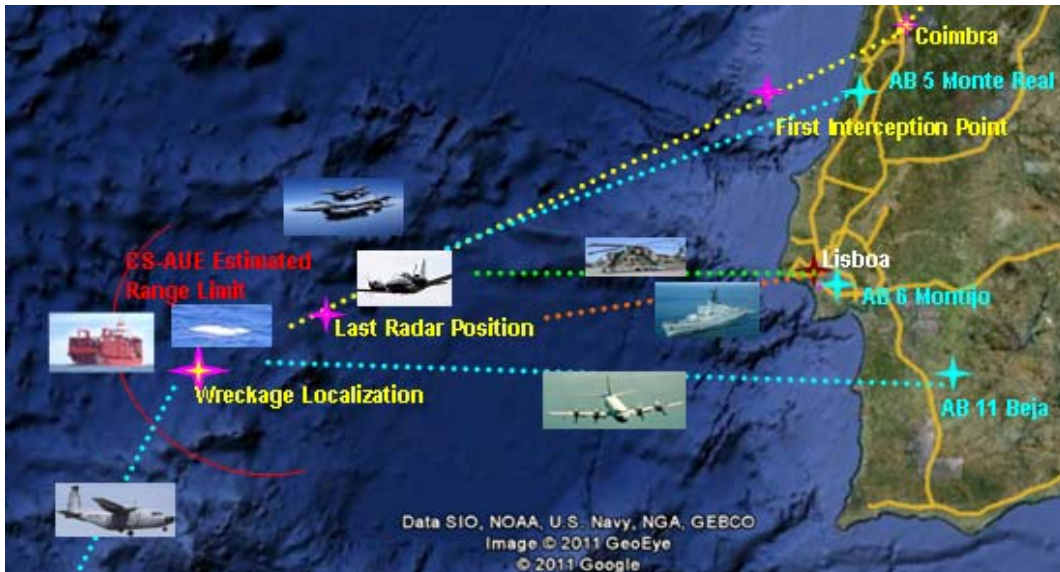 Coimbra
AB 5 Monte Real
First Interception Point
CS-AUE Estimated
Range Limit
Lisboa
AB 6 Montijo
Last Radar Position
Wreckage Localization
AB 11 Beja
Data SIO, NOAA, U.S. Navy, NGA, GEBCO
Image © 2011 GeoEye
© 2011 Google